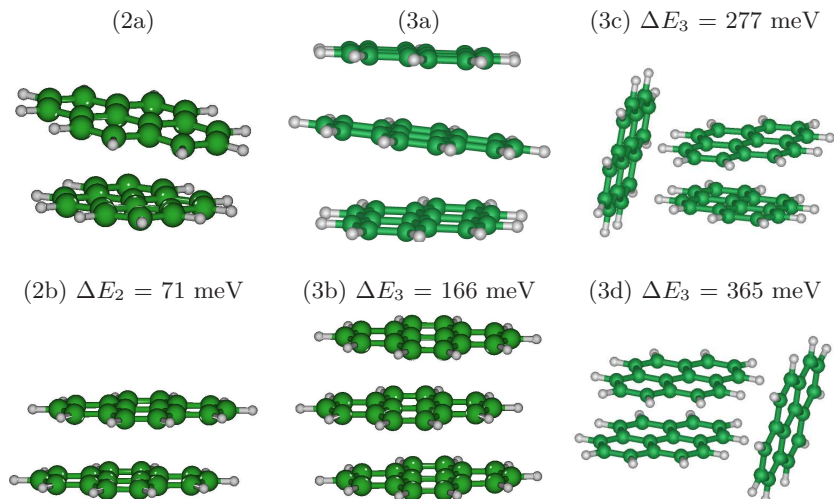 (2a)
(3a)
(3c) ΔE₃ = 277 meV
(2b) ΔE₂ = 71 meV
(3b) ΔE₃ = 166 meV
(3d) ΔE₃ = 365 meV